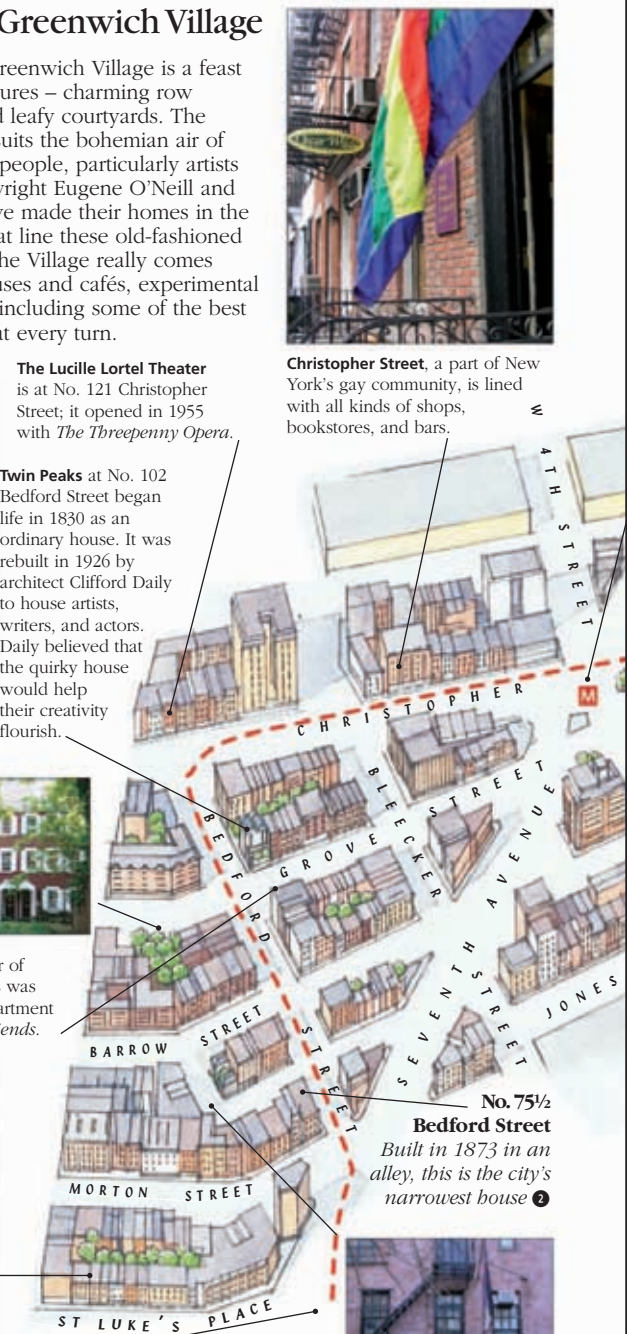 Greenwich Village
reenwich Village is a feast
ures – charming row
d leafy courtyards. The
suits the bohemian air of
people, particularly artists
wright Eugene O'Neill and
ve made their homes in the
at line these old-fashioned
he Village really comes
uses and cafés, experimental
including some of the best
at every turn.
The Lucille Lortel Theater
is at No. 121 Christopher
Street; it opened in 1955
with The Threepenny Opera.
Christopher Street, a part of New
York's gay community, is lined
with all kinds of shops,
bookstores, and bars.
Twin Peaks at No. 102
Bedford Street began
life in 1830 as an
ordinary house. It was
rebuilt in 1926 by
architect Clifford Daily
to house artists,
writers, and actors.
Daily believed that
the quirky house
would help
their creativity
flourish.
W 4TH STREET
M
CHRISTOPHER
BEDFORD
STREET
BLEECKER
STREET
GROVE STREET
SEVENTH AVENUE
JONES
r of
s was
artment
iends.
BARROW STREET
No. 75½
Bedford Street
Built in 1873 in an
alley, this is the city's
narrowest house 2
MORTON STREET
ST LUKE'S PLACE